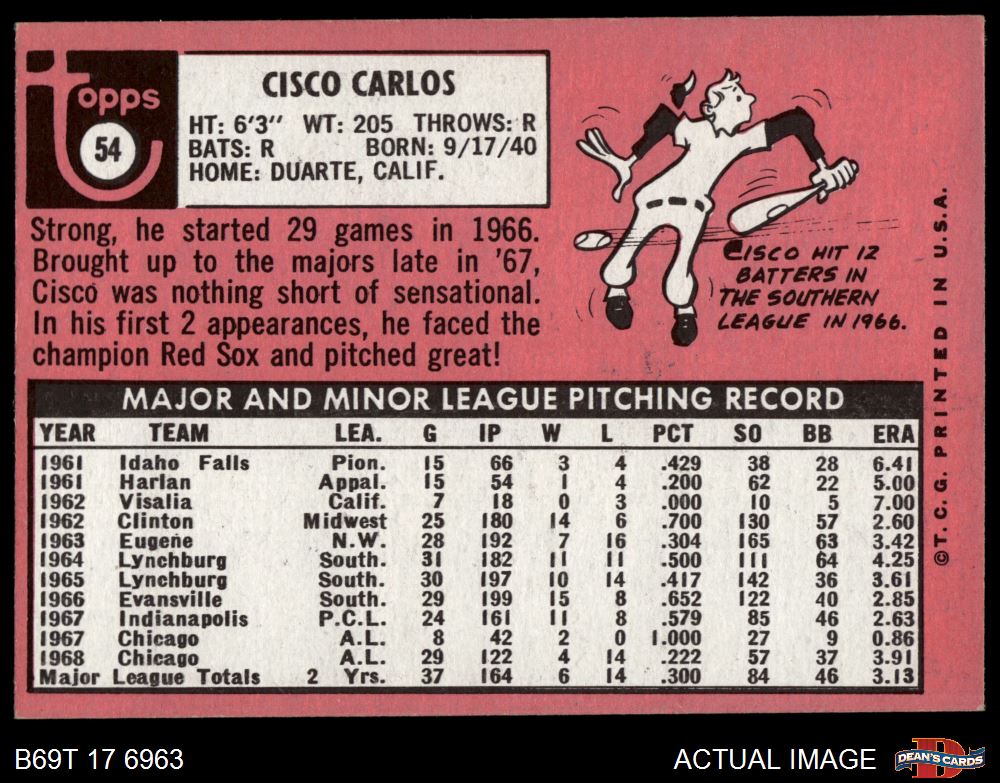 topps
54
CISCO CARLOS
HT: 6'3" WT: 205 THROWS: R
BATS: R BORN: 9/17/40
HOME: DUARTE, CALIF.
Strong, he started 29 games in 1966.
Brought up to the majors late in '67,
Cisco was nothing short of sensational.
In his first 2 appearances, he faced the
champion Red Sox and pitched great!
CISCO HIT 12
BATTERS IN
THE SOUTHERN
LEAGUE IN 1966.
©T.C.G. PRINTED IN U.S.A.
MAJOR AND MINOR LEAGUE PITCHING RECORD
YEAR TEAM LEA. G IP W L PCT SO BB ERA
1961 Idaho Falls Pion. 15 66 3 4 .429 38 28 6.41
1961 Harlan Appal. 15 54 1 4 .200 62 22 5.00
1962 Visalia Calif. 7 18 0 3 .000 10 5 7.00
1962 Clinton Midwest 25 180 14 6 .700 130 57 2.60
1963 Eugene N.W. 28 192 7 16 .304 165 63 3.42
1964 Lynchburg South. 31 182 11 11 .500 111 64 4.25
1965 Lynchburg South. 30 197 10 14 .417 142 36 3.61
1966 Evansville South. 29 199 15 8 .652 122 40 2.85
1967 Indianapolis P.C.L. 24 161 11 8 .579 85 46 2.63
1967 Chicago A.L. 8 42 2 0 1.000 27 9 0.86
1968 Chicago A.L. 29 122 4 14 .222 57 37 3.91
Major League Totals 2 Yrs. 37 164 6 14 .300 84 46 3.13
B69T 17 6963
ACTUAL IMAGE
D
DEAN'S CARDS